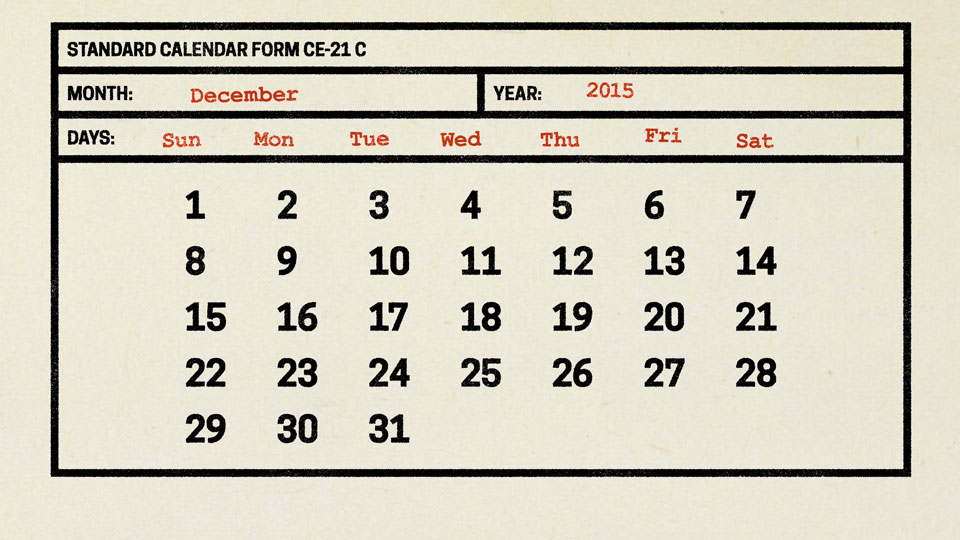 STANDARD CALENDAR FORM CE-21 C
MONTH: December YEAR: 2015
DAYS: Sun Mon Tue Wed Thu Fri Sat
1 2 3 4 5 6 7
8 9 10 11 12 13 14
15 16 17 18 19 20 21
22 23 24 25 26 27 28
29 30 31